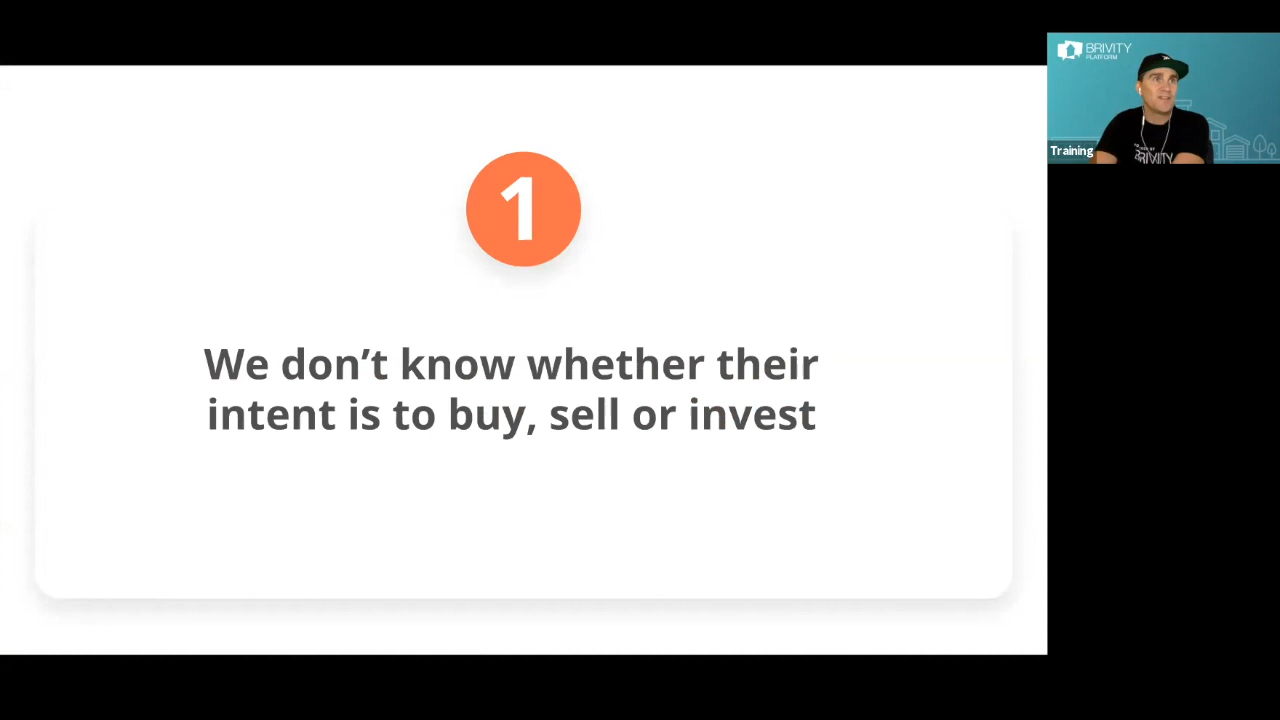 1
We don’t know whether their
intent is to buy, sell or invest
BRIVITY
PLATFORM
Training
BRIVITY